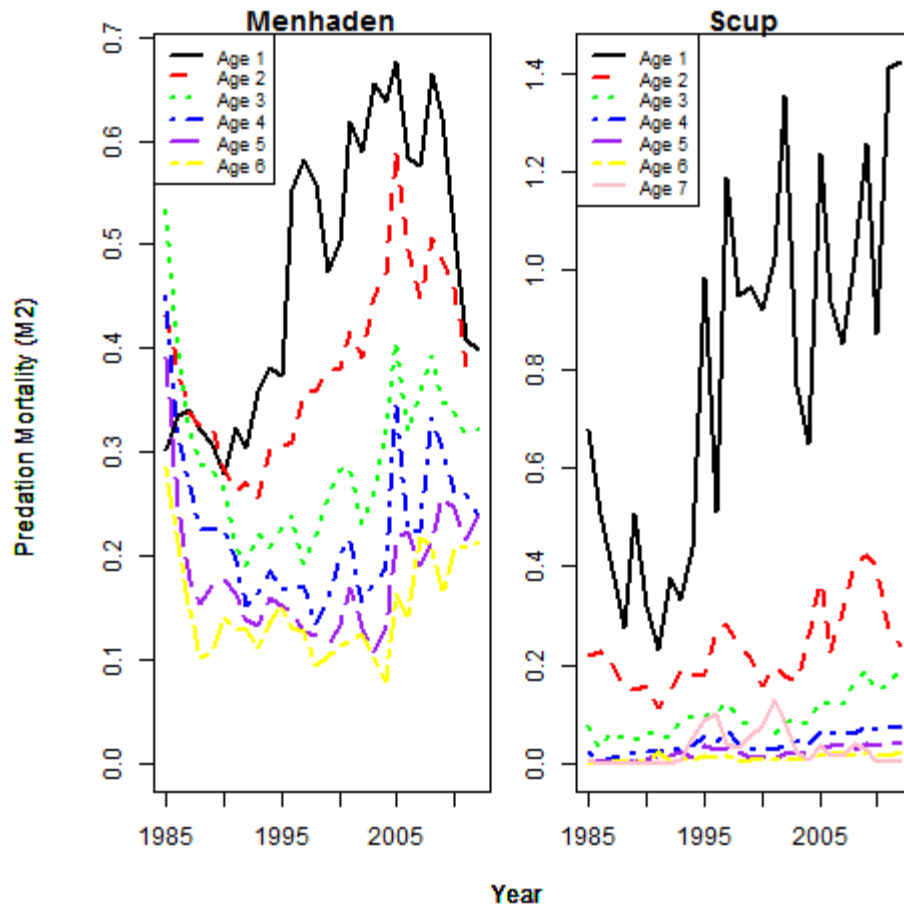 Menhaden
Scup
Predation Mortality (M2)
0.7
0.6
0.5
0.4
0.3
0.2
0.1
0.0
Age 1
Age 2
Age 3
Age 4
Age 5
Age 6
1985
1995
2005
1.4
1.2
1.0
0.8
0.6
0.4
0.2
0.0
Age 1
Age 2
Age 3
Age 4
Age 5
Age 6
Age 7
1985
1995
2005
Year